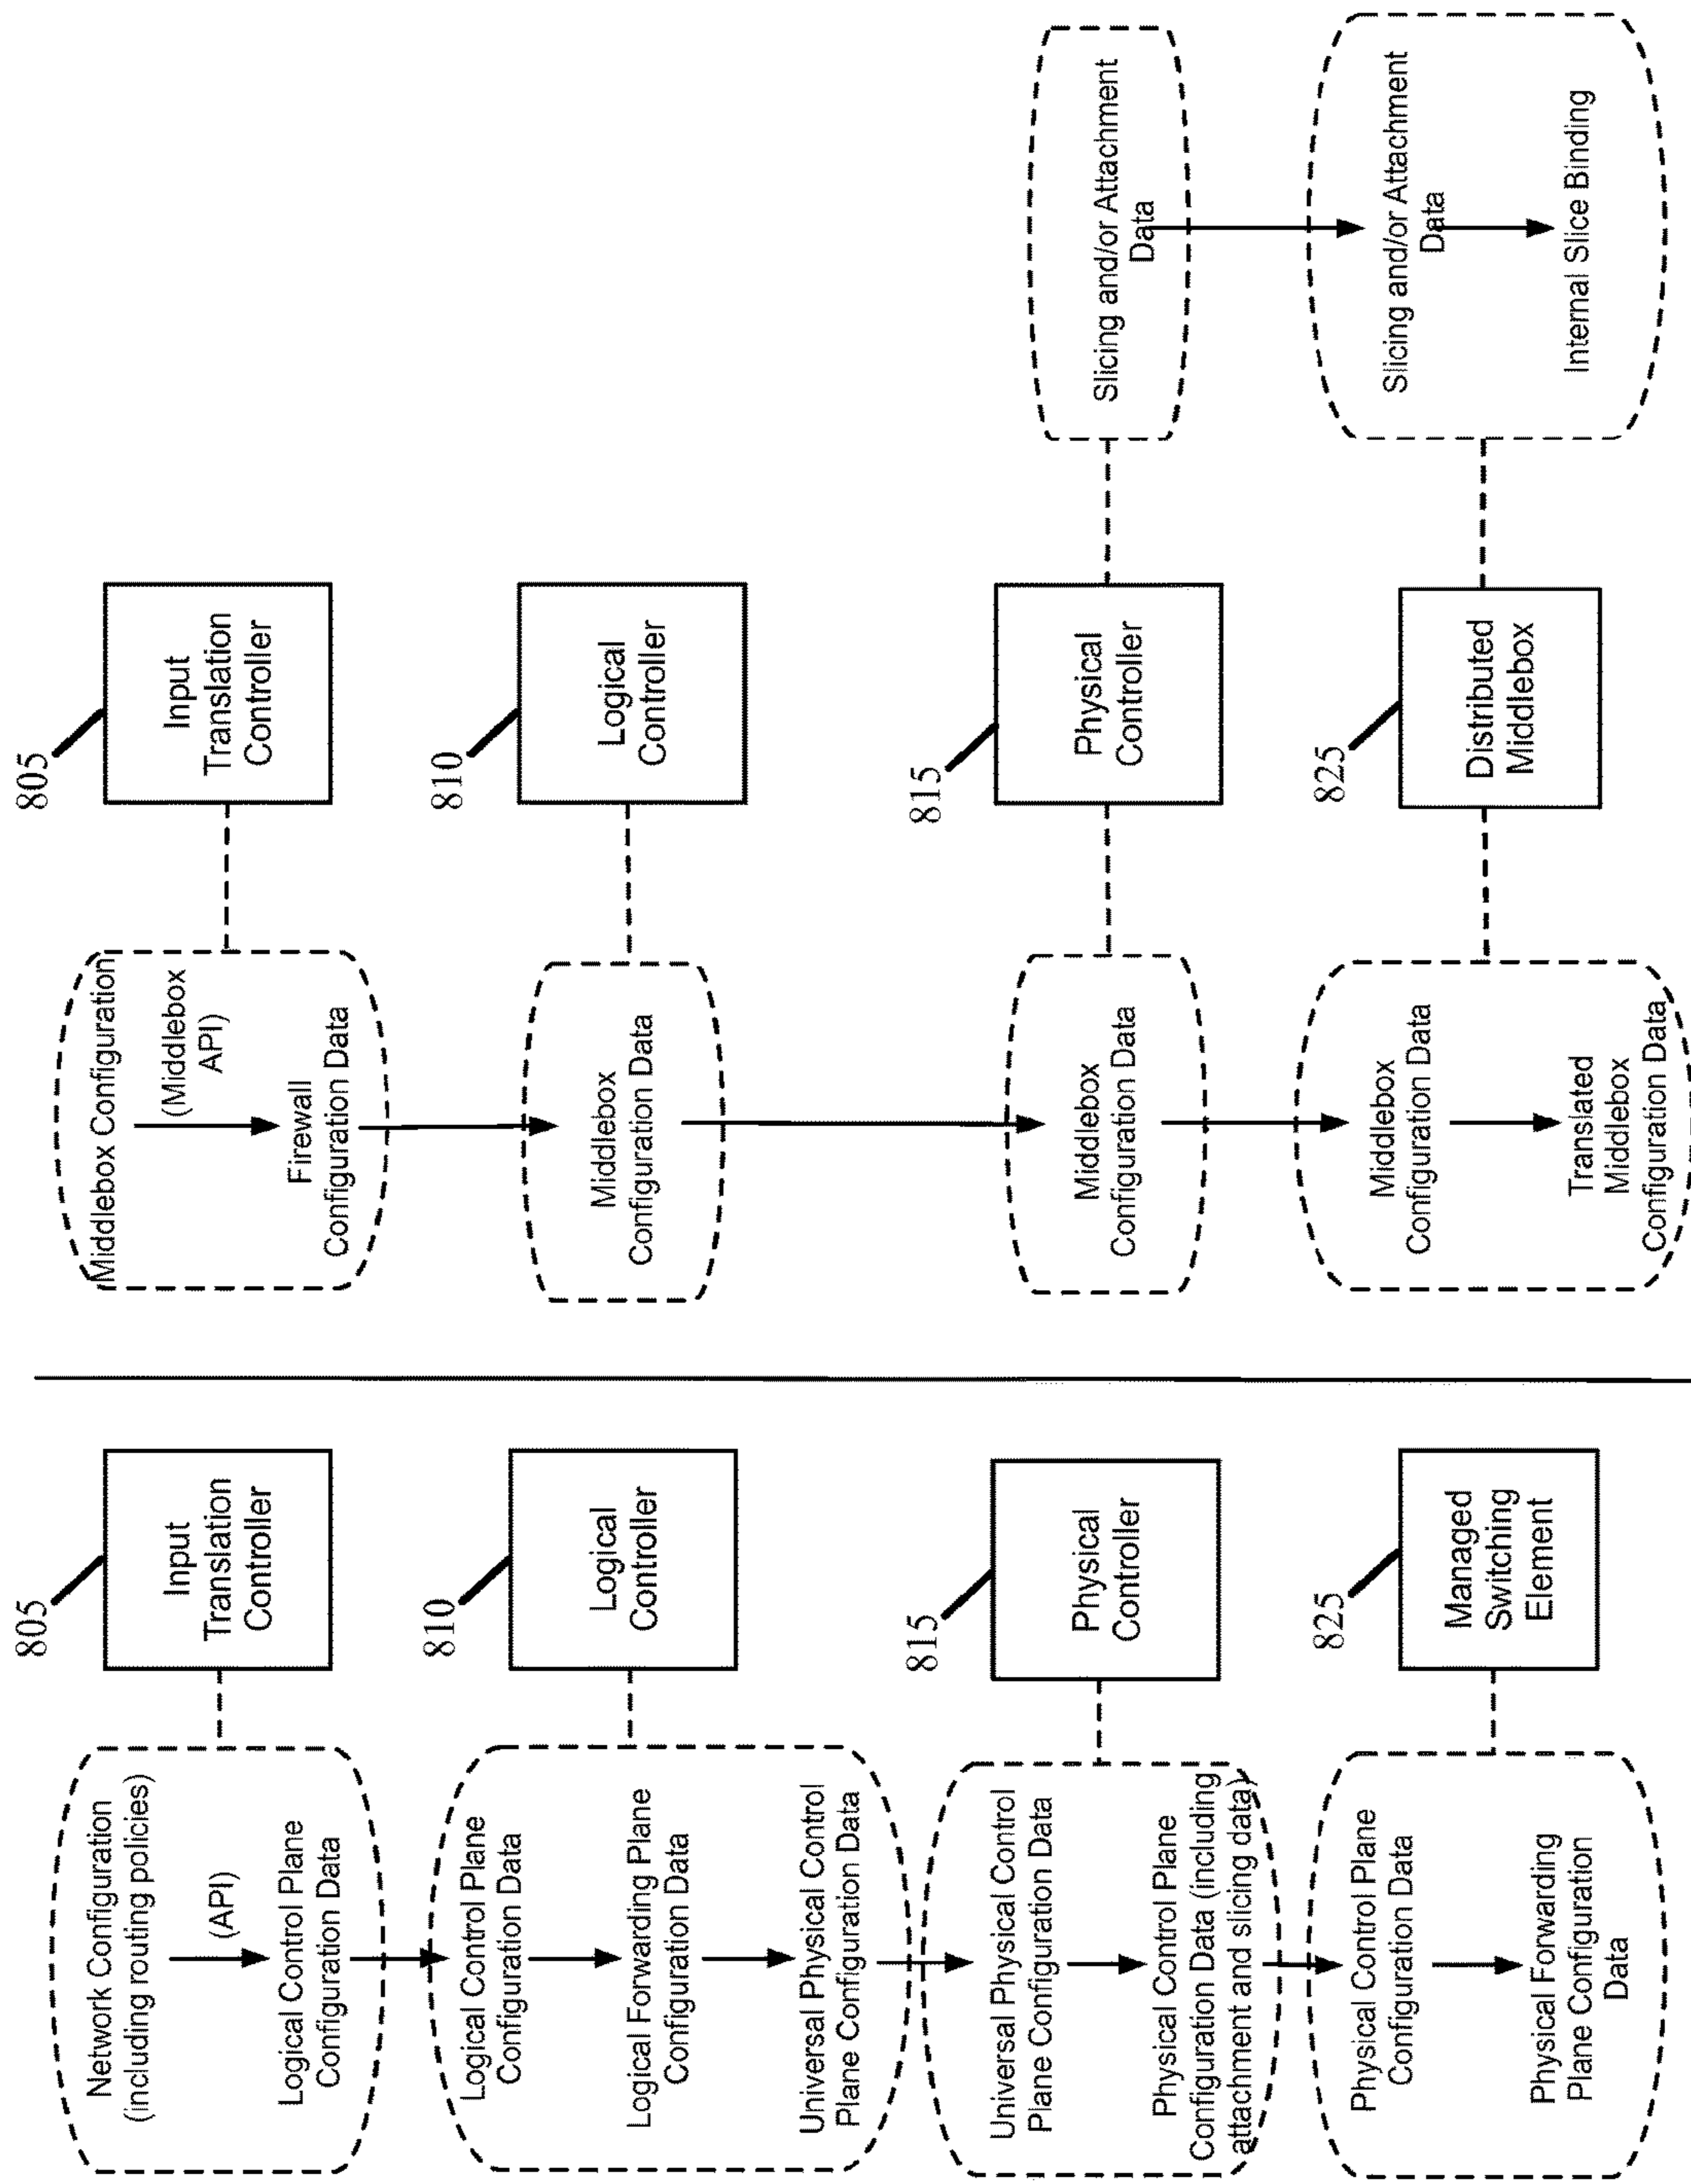 Network Configuration
(including routing policies)
(API)
Logical Control Plane
Configuration Data
805
Input
Translation
Controller
Logical Control Plane
Configuration Data
Logical Forwarding Plane
Configuration Data
Universal Physical Control
Plane Configuration Data
810
Logical
Controller
Universal Physical Control
Plane Configuration Data
Physical Control Plane
Configuration Data (including
attachment and slicing data)
815
Physical
Controller
Physical Control Plane
Configuration Data
Physical Forwarding
Plane Configuration
Data
825
Managed
Switching
Element
Middlebox Configuration
(Middlebox
API)
Firewall
Configuration Data
805
Input
Translation
Controller
Middlebox
Configuration Data
810
Logical
Controller
Middlebox
Configuration Data
815
Physical
Controller
Slicing and/or Attachment
Data
Middlebox
Configuration Data
Translated
Middlebox
Configuration Data
825
Distributed
Middlebox
Slicing and/or Attachment
Data
Internal Slice Binding